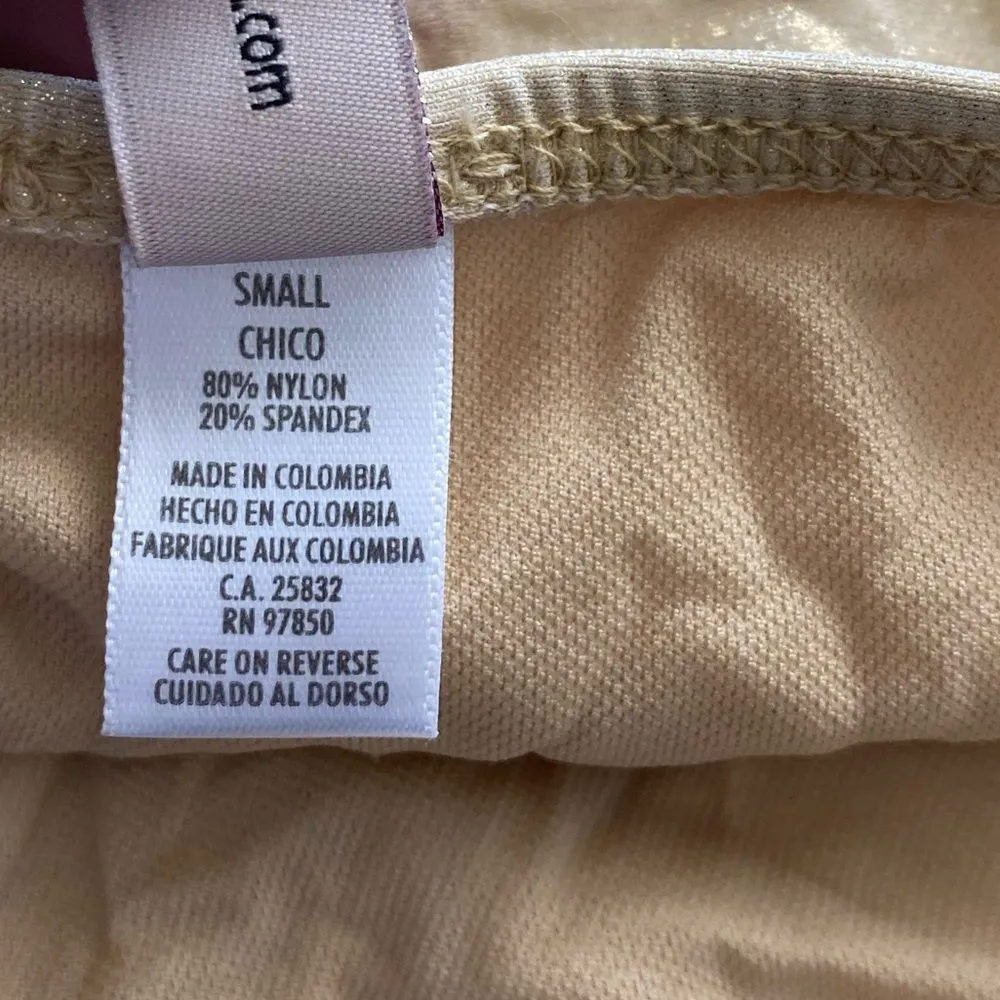 .com
SMALL
CHICO
80% NYLON
20% SPANDEX
MADE IN COLOMBIA
HECHO EN COLOMBIA
FABRIQUE AUX COLOMBIA
C.A. 25832
RN 97850
CARE ON REVERSE
CUIDADO AL DORSO